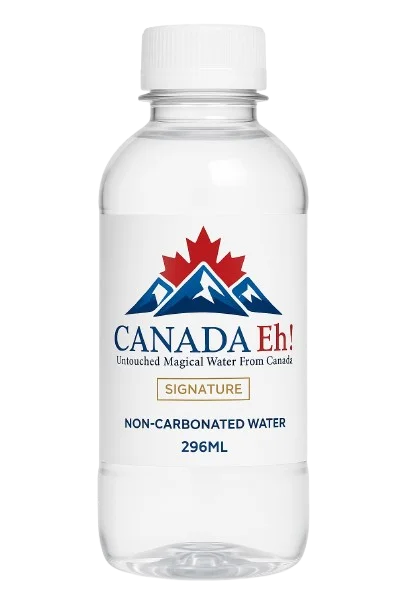 CANADA Eh!
Untouched Magical Water From Canada
SIGNATURE
NON-CARBONATED WATER
296ML